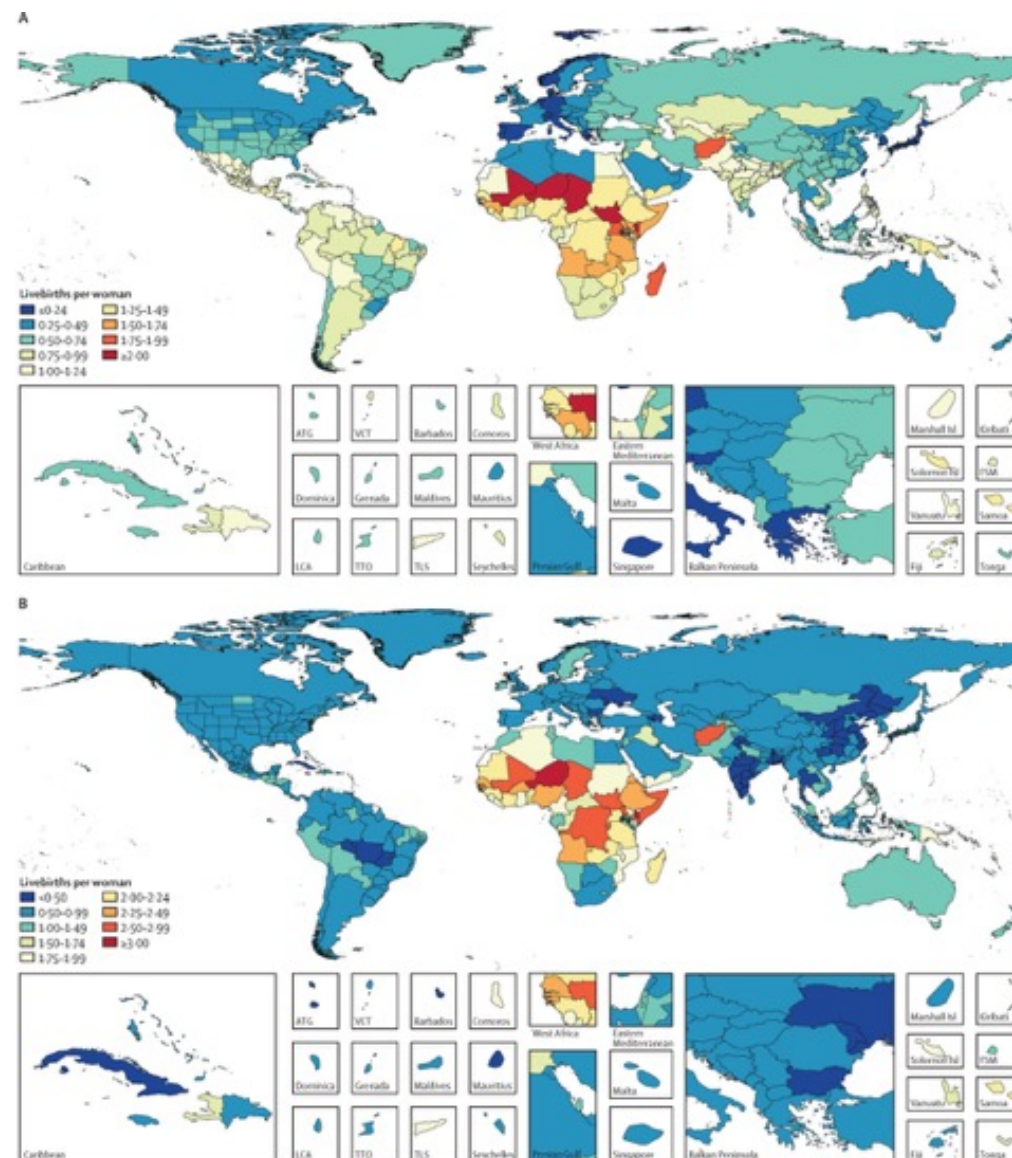 A
Livebirths per woman
≤0·24
0·25–0·49
0·50–0·74
0·75–0·99
1·00–1·24
1·25–1·49
1·50–1·74
1·75–1·99
≥2·00
Caribbean
ATG
VCT
Barbados
Comoros
Dominica
Grenada
Maldives
Mauritius
LCA
TTO
TLS
Seychelles
West Africa
Eastern
Mediterranean
Persian Gulf
Malta
Singapore
Balkan Peninsula
Marshall Isl
Kiribati
Solomon Isl
FSM
Vanuatu
Samoa
Fiji
Tonga
B
Livebirths per woman
<0·50
0·50–0·99
1·00–1·49
1·50–1·74
1·75–1·99
2·00–2·24
2·25–2·49
2·50–2·99
≥3·00
Caribbean
ATG
VCT
Barbados
Comoros
Dominica
Grenada
Maldives
Mauritius
LCA
TTO
TLS
Seychelles
West Africa
Eastern
Mediterranean
Persian Gulf
Malta
Singapore
Balkan Peninsula
Marshall Isl
Kiribati
Solomon Isl
FSM
Vanuatu
Samoa
Fiji
Tonga